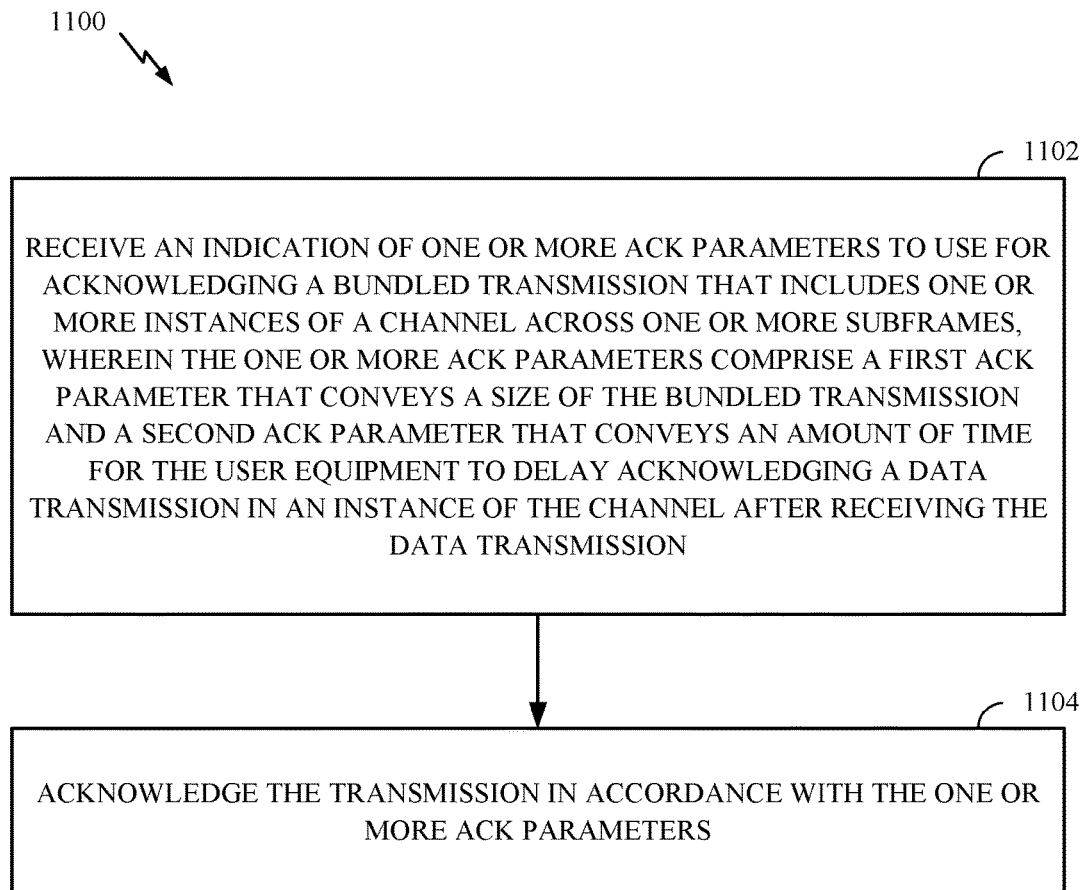 1100
1102
RECEIVE AN INDICATION OF ONE OR MORE ACK PARAMETERS TO USE FOR
ACKNOWLEDGING A BUNDLED TRANSMISSION THAT INCLUDES ONE OR
MORE INSTANCES OF A CHANNEL ACROSS ONE OR MORE SUBFRAMES,
WHEREIN THE ONE OR MORE ACK PARAMETERS COMPRISE A FIRST ACK
PARAMETER THAT CONVEYS A SIZE OF THE BUNDLED TRANSMISSION
AND A SECOND ACK PARAMETER THAT CONVEYS AN AMOUNT OF TIME
FOR THE USER EQUIPMENT TO DELAY ACKNOWLEDGING A DATA
TRANSMISSION IN AN INSTANCE OF THE CHANNEL AFTER RECEIVING THE
DATA TRANSMISSION
1104
ACKNOWLEDGE THE TRANSMISSION IN ACCORDANCE WITH THE ONE OR
MORE ACK PARAMETERS